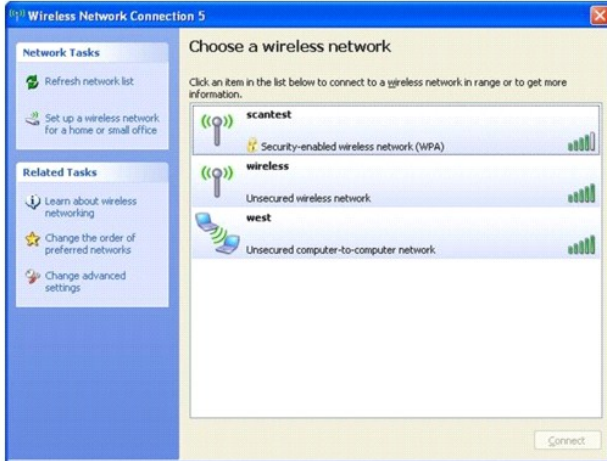 Wireless Network Connection 5
Network Tasks
Refresh network list
Set up a wireless network
for a home or small office
Related Tasks
Learn about wireless
networking
Change the order of
preferred networks
Change advanced
settings
Choose a wireless network
Click an item in the list below to connect to a wireless network in range or to get more
information.
scantest
Security-enabled wireless network (WPA)
wireless
Unsecured wireless network
west
Unsecured computer-to-computer network
Connect